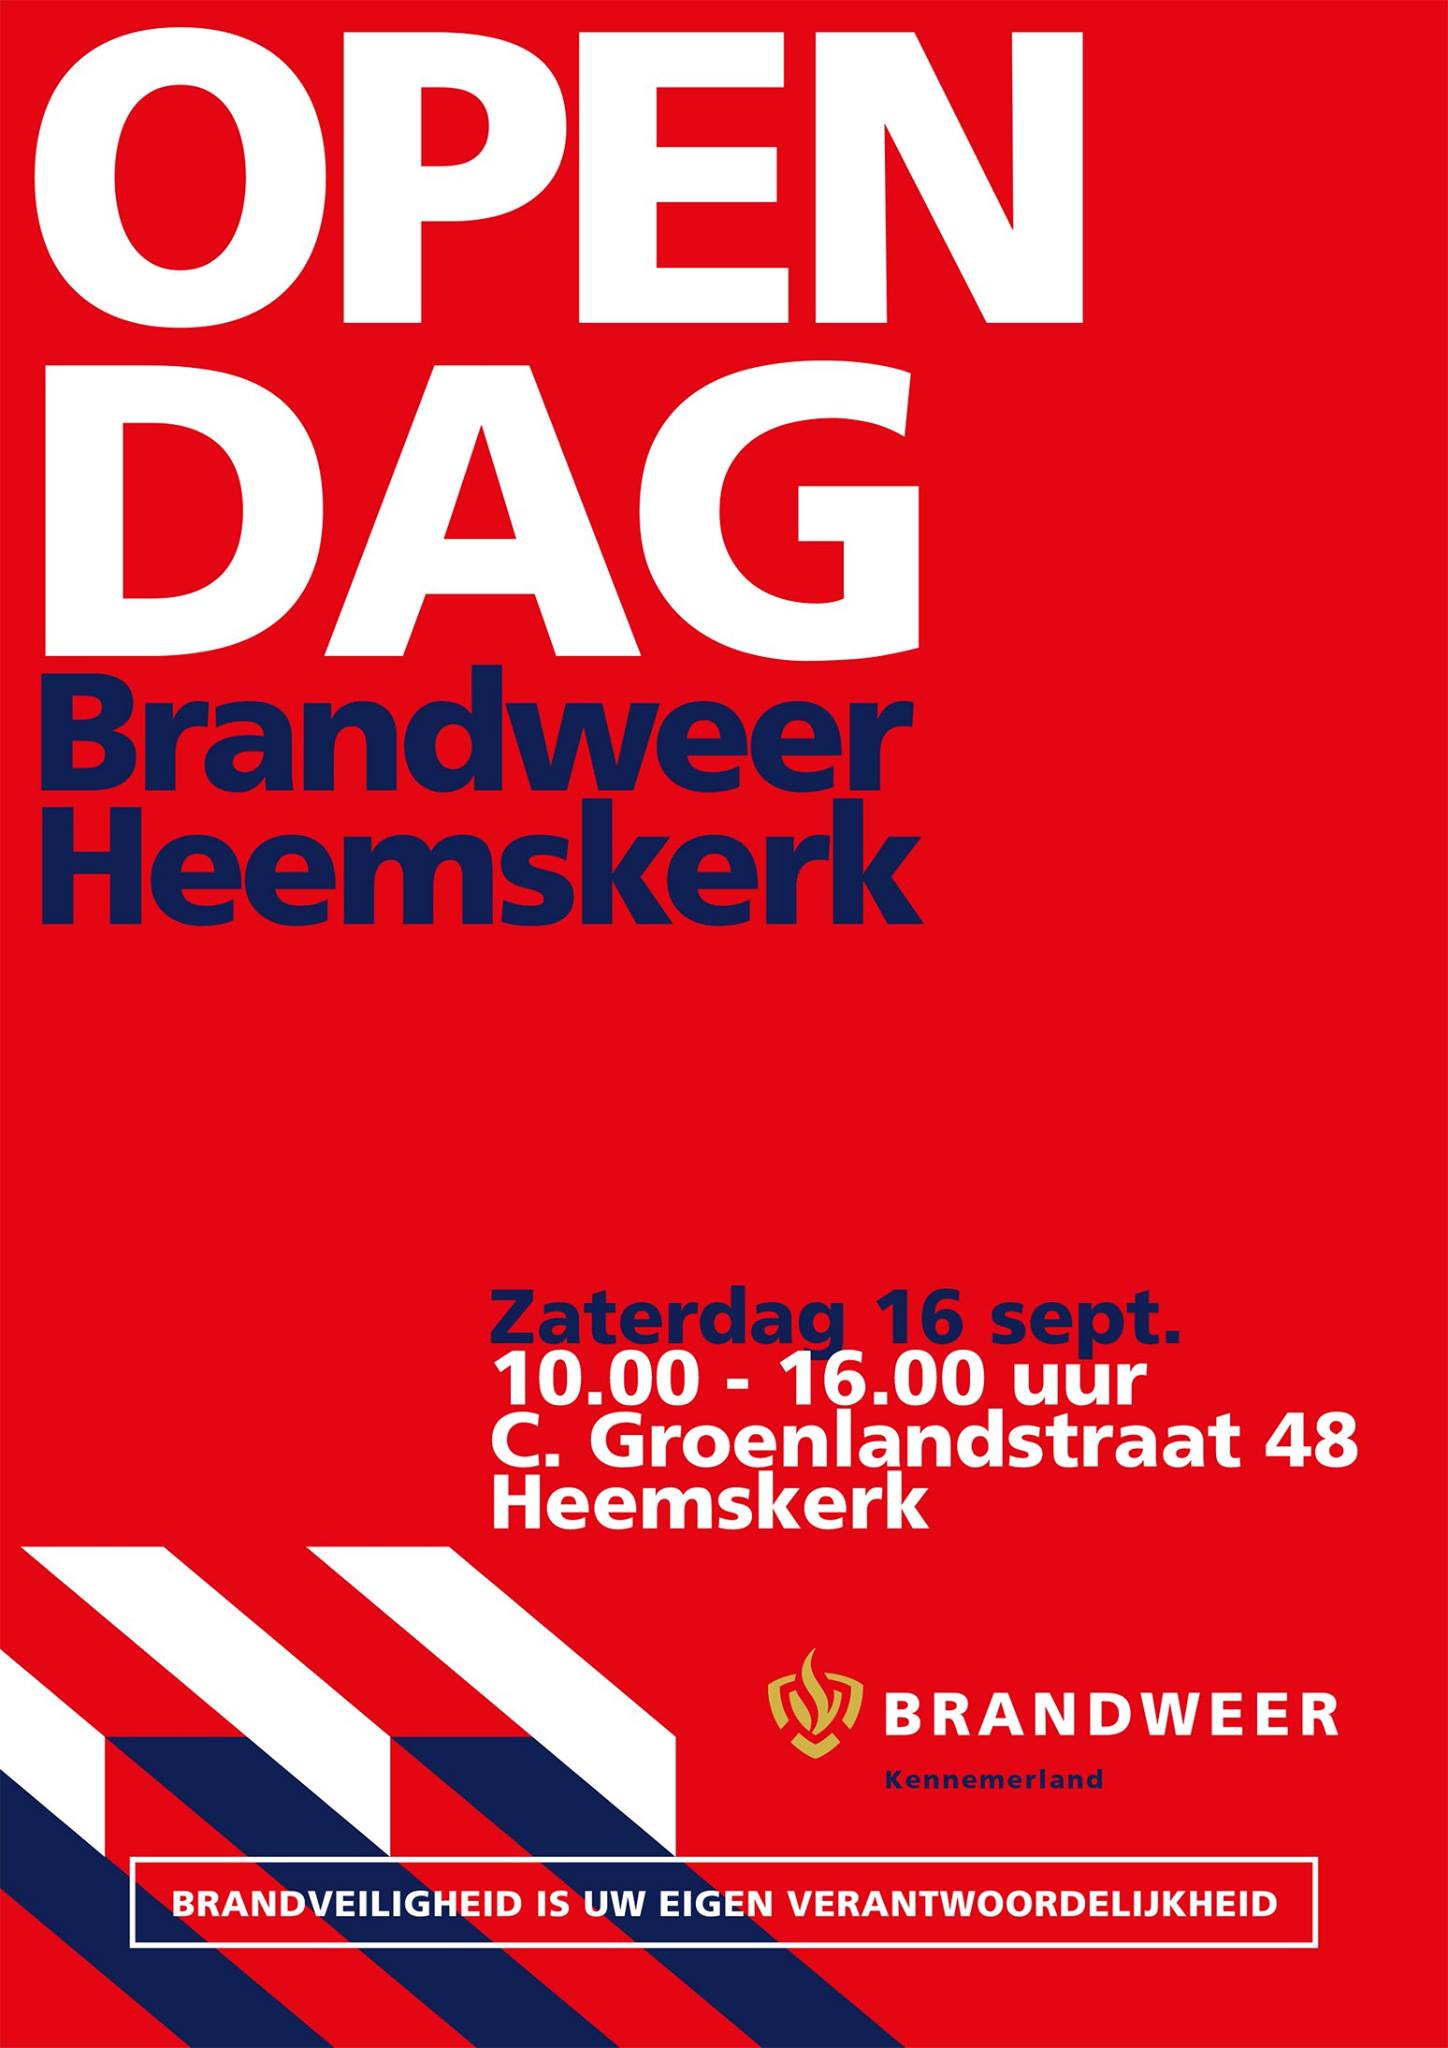 OPEN
DAG
Brandweer
Heemskerk
Zaterdag 16 sept.
10.00 - 16.00 uur
C. Groenlandstraat 48
Heemskerk
BRANDWEER
Kennemerland
BRANDVEILIGHEID IS UW EIGEN VERANTWOORDELIJKHEID